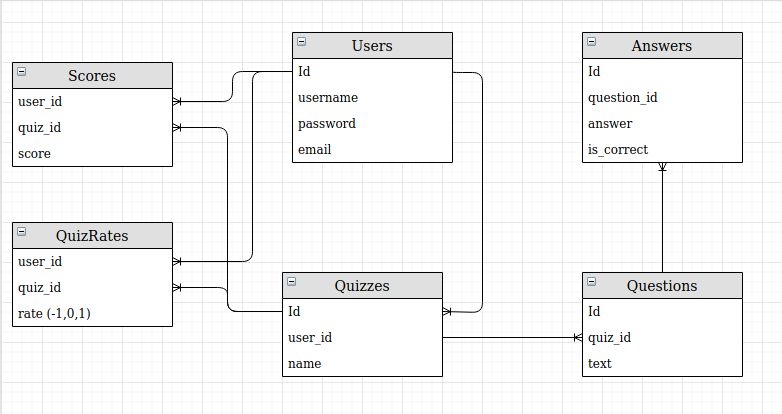 Scores
user_id
quiz_id
score
QuizRates
user_id
quiz_id
rate (-1,0,1)
Users
Id
username
password
email
Quizzes
Id
user_id
name
Answers
Id
question_id
answer
is_correct
Questions
Id
quiz_id
text